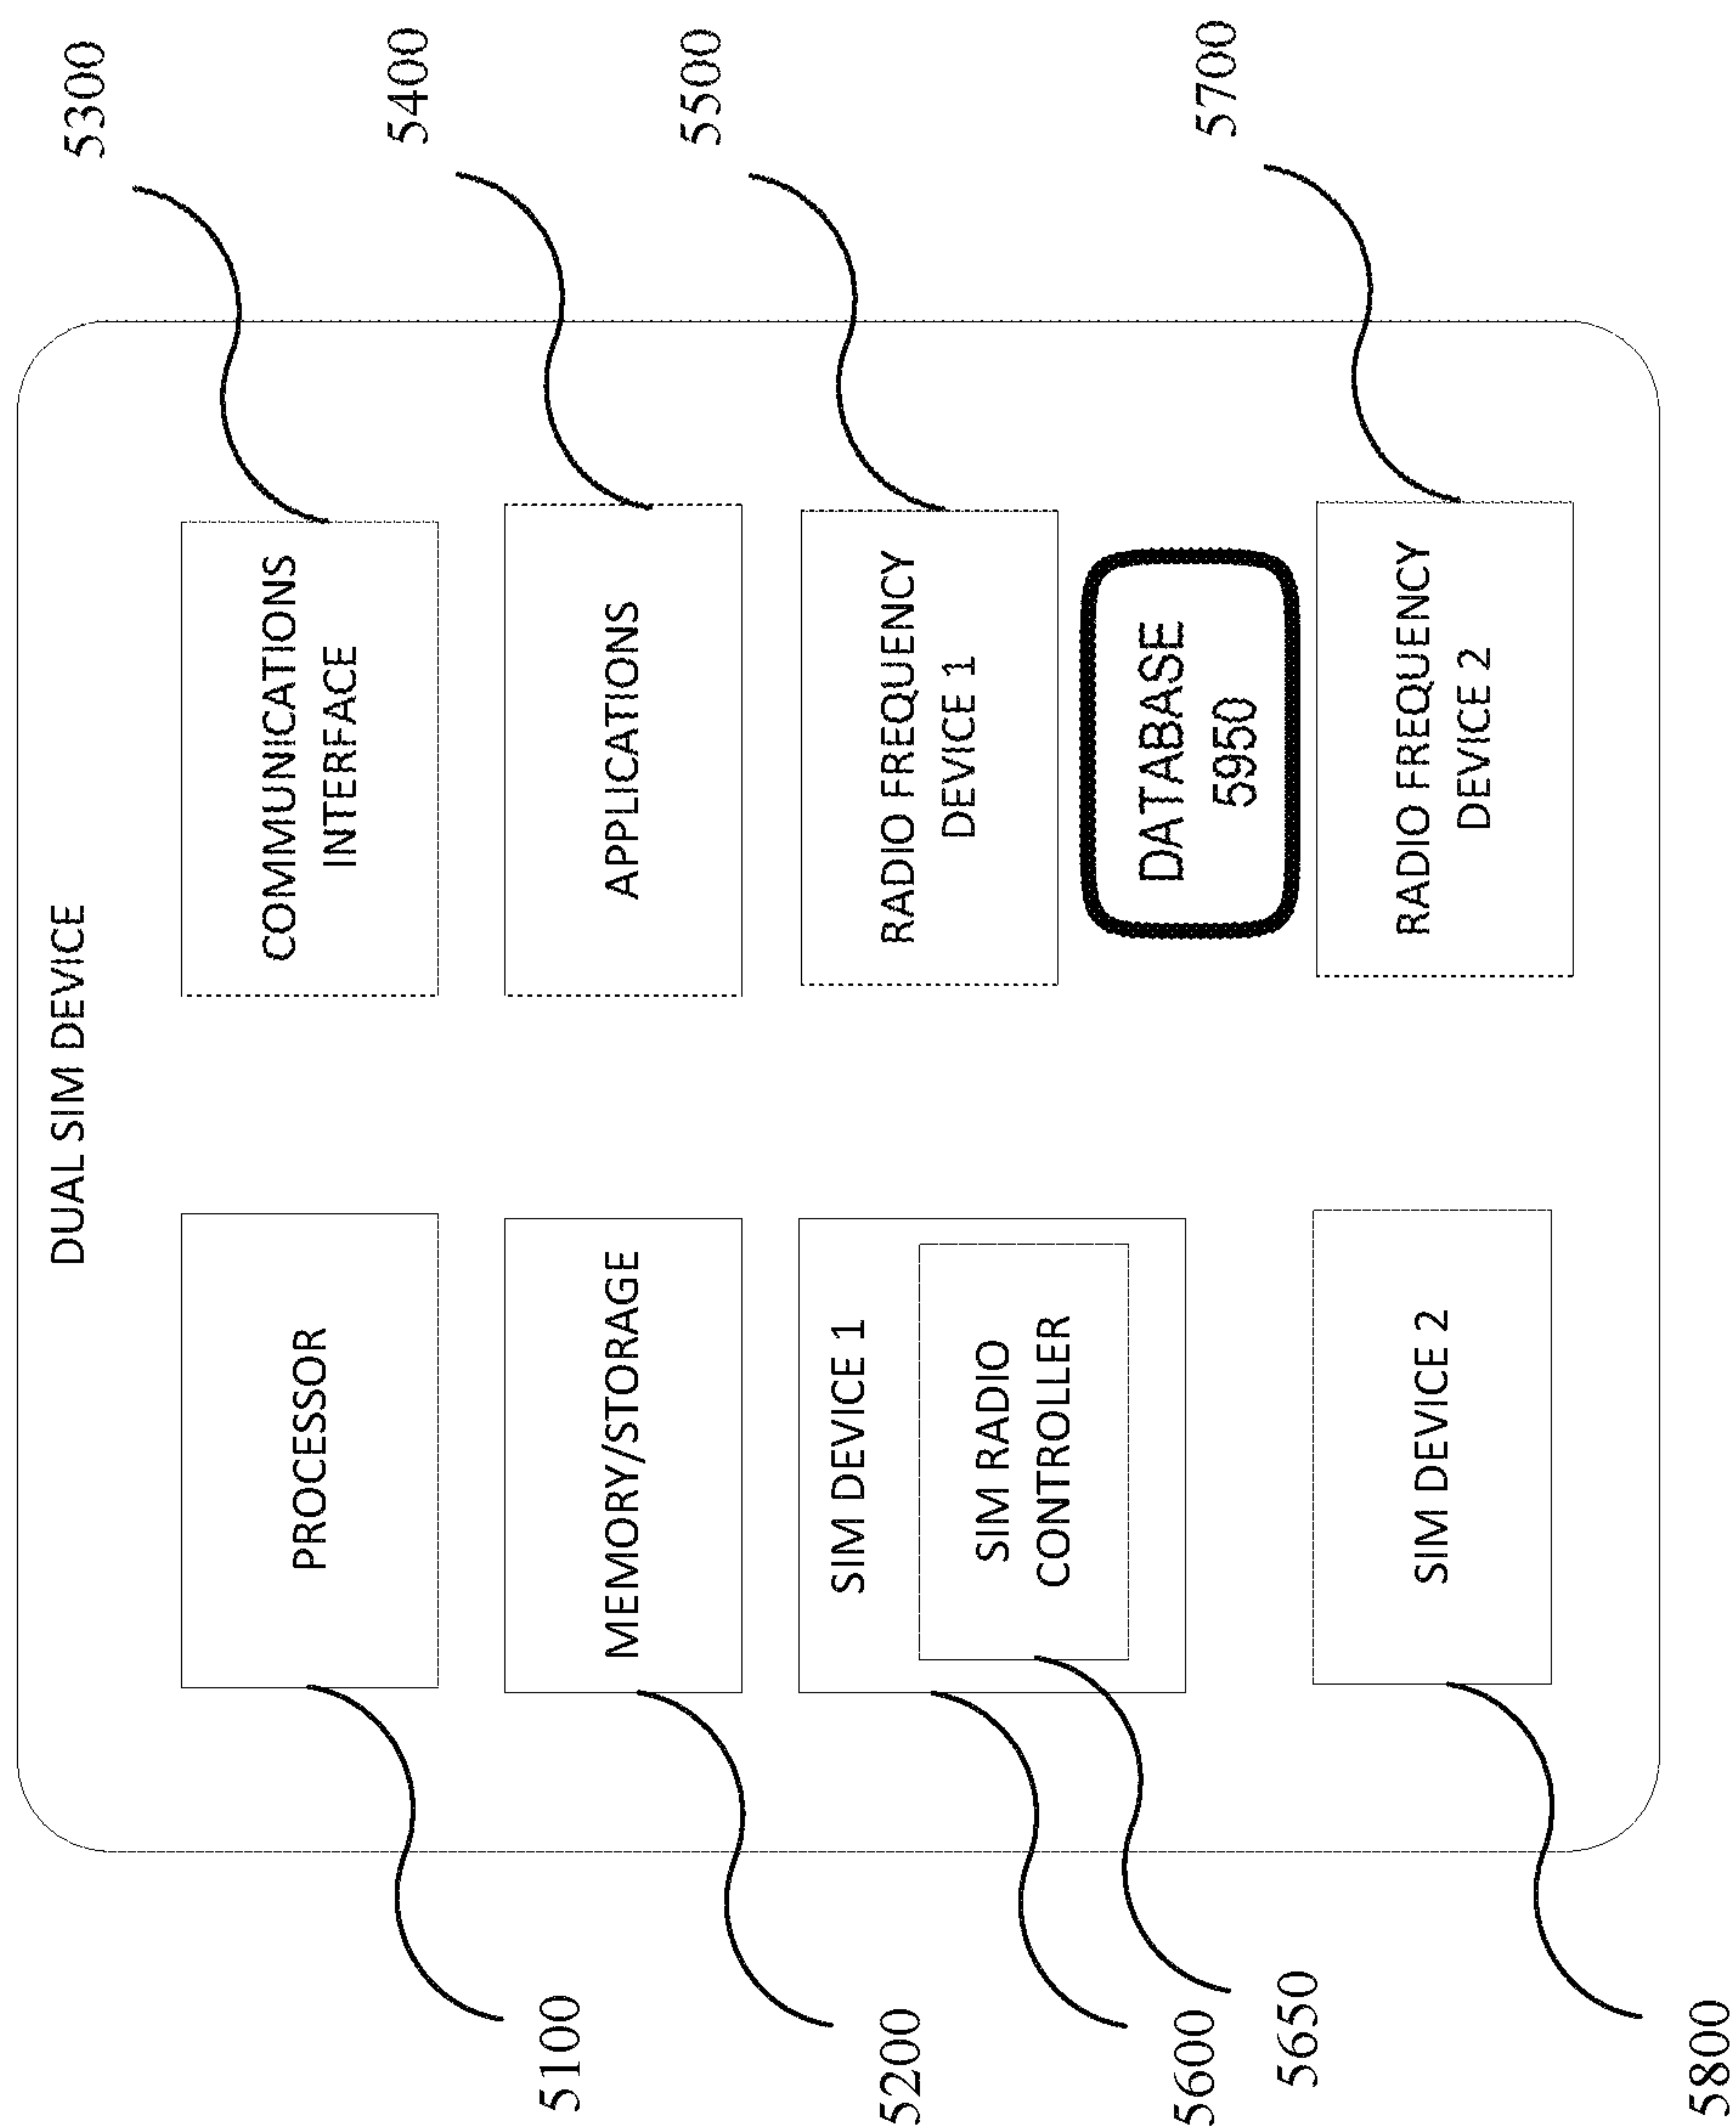 DUAL SIM DEVICE
5300
PROCESSOR
COMMUNICATIONS
INTERFACE
5100
5400
MEMORY/STORAGE
APPLICATIONS
5200
5500
SIM DEVICE 1
SIM RADIO
CONTROLLER
RADIO FREQUENCY
DEVICE 1
5600
5650
DATABASE
5950
5700
SIM DEVICE 2
RADIO FREQUENCY
DEVICE 2
5800